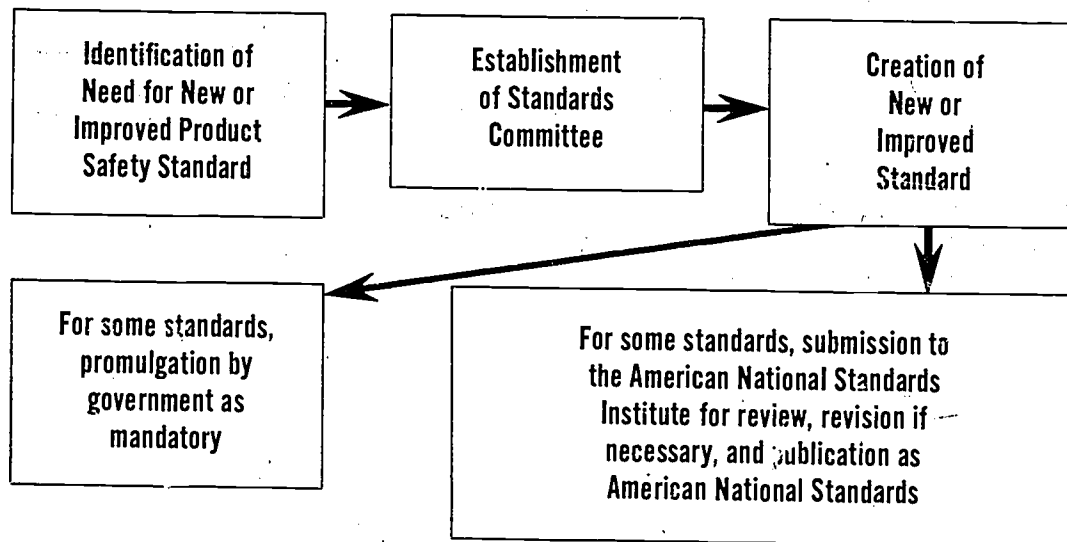 Identification of
Need for New or
Improved Product
Safety Standard
Establishment
of Standards
Committee
Creation of
New or
Improved
Standard
For some standards,
promulgation by
government as
mandatory
For some standards, submission to
the American National Standards
Institute for review, revision if
necessary, and publication as
American National Standards